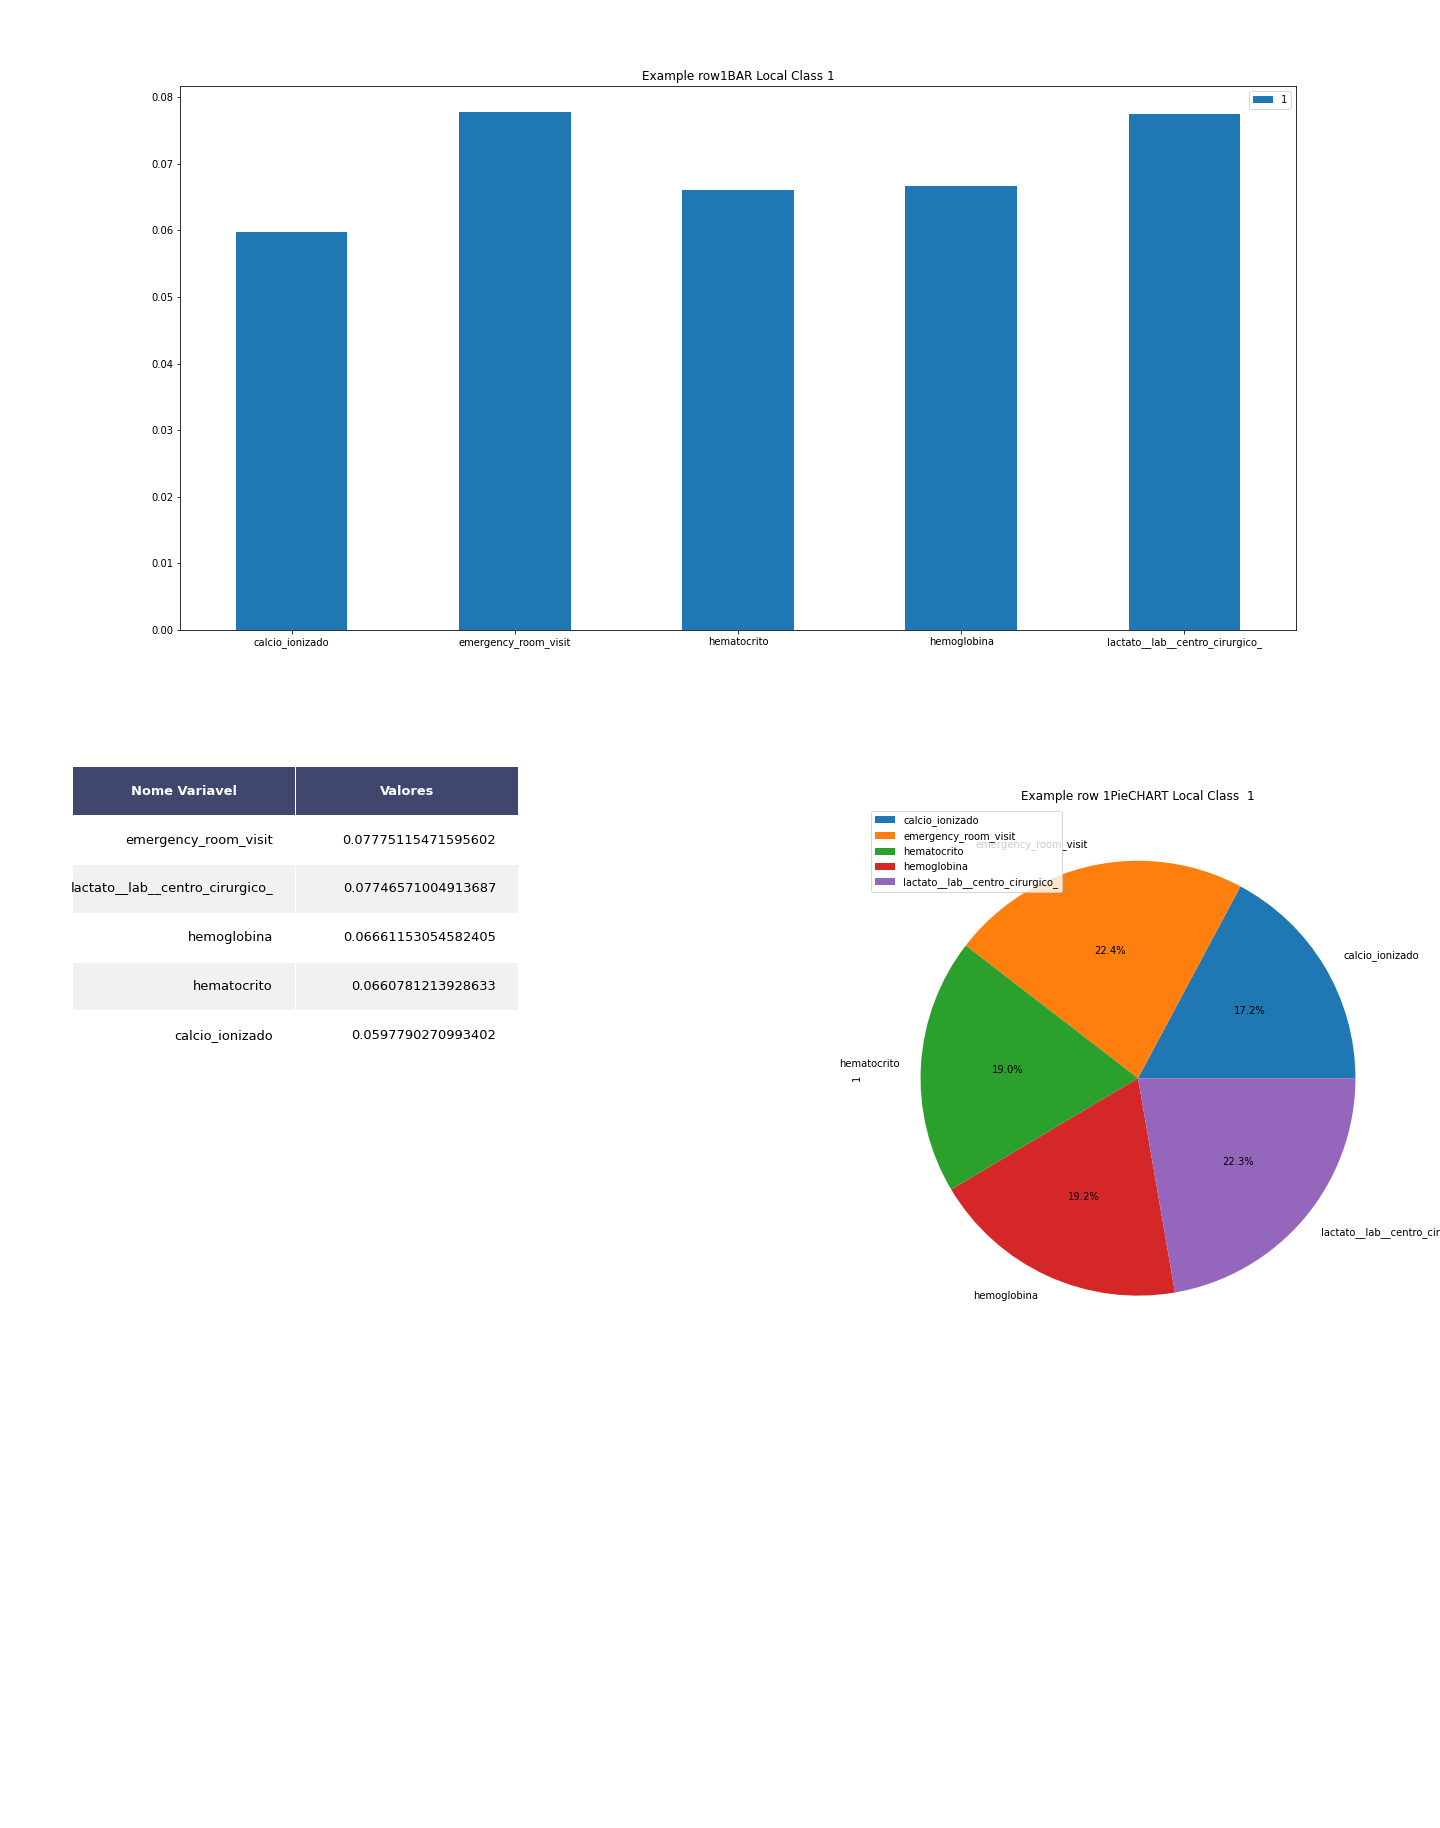 Example row1BAR Local Class 1
1
0.08
0.07
0.06
0.05
0.04
0.03
0.02
0.01
0.00
calcio_ionizado emergency_room_visit hematocrito hemoglobina lactato__lab__centro_cirurgico_
Nome Variavel Valores
emergency_room_visit 0.07775115471595602
lactato__lab__centro_cirurgico_ 0.07746571004913687
hemoglobina 0.06661153054582405
hematocrito 0.0660781213928633
calcio_ionizado 0.0597790270993402
Example row 1PieCHART Local Class  1
calcio_ionizado
emergency_room_visit
hematocrito
hemoglobina
lactato__lab__centro_cirurgico_
emergency_room_visit
22.4%
calcio_ionizado
17.2%
hematocrito
19.0%
1
22.3%
19.2%
lactato__lab__centro_cir
hemoglobina